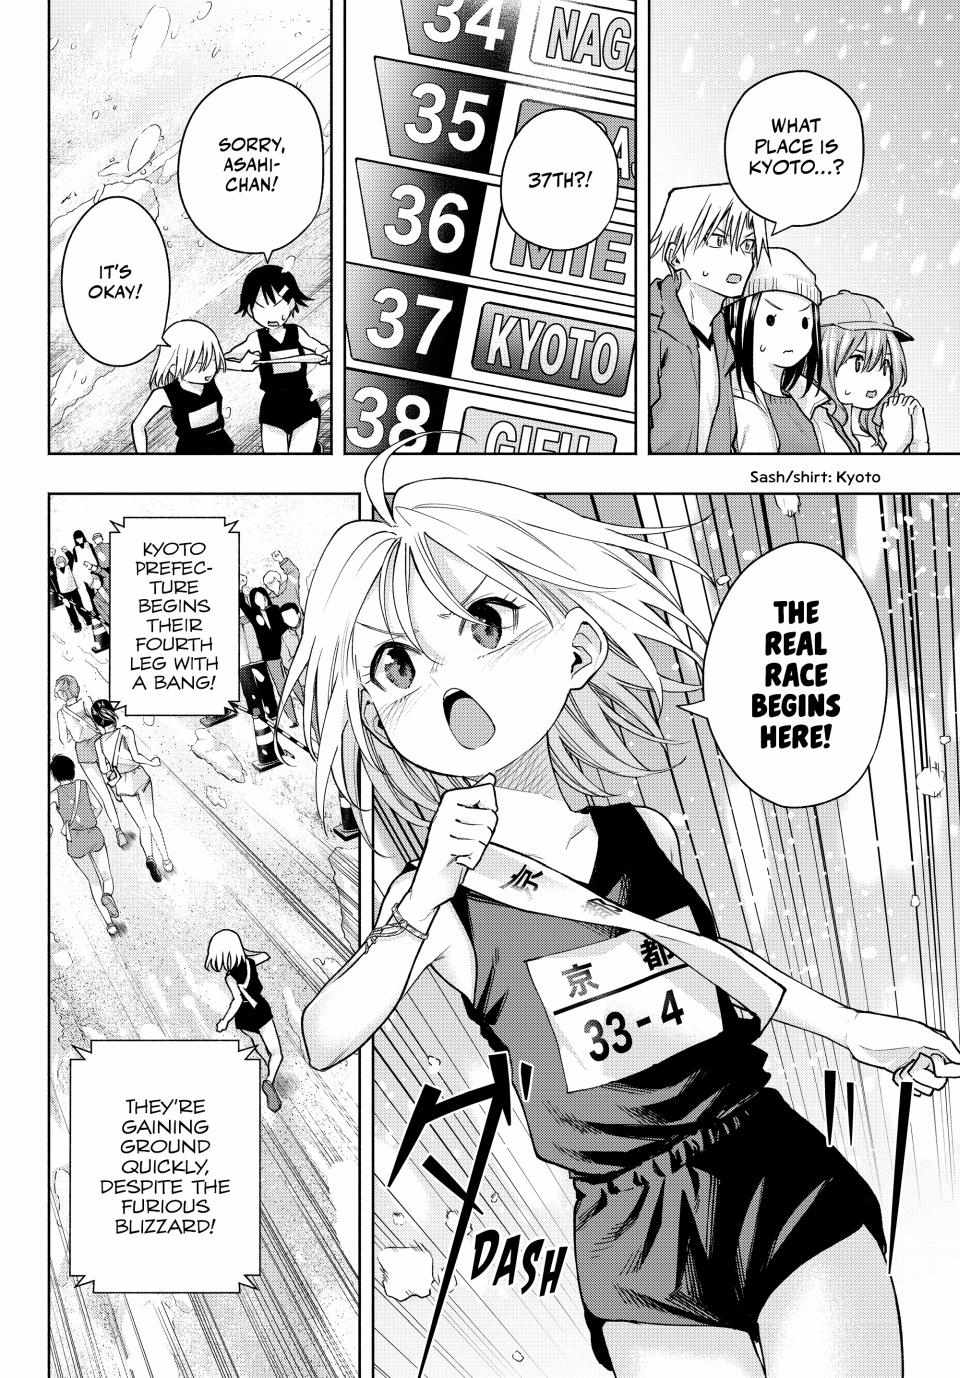 WHAT
PLACE IS
KYOTO...?
34
35
36
MIE
37
KYOTO
38
GIFU
37TH?!
SORRY,
ASAHI-
CHAN!
IT'S
OKAY!
Sash/shirt: Kyoto
THE
REAL
RACE
BEGINS
HERE!
京
京都
33-4
DASH
KYOTO
PREFEC-
TURE
BEGINS
THEIR
FOURTH
LEG WITH
A BANG!
THEY'RE
GAINING
GROUND
QUICKLY,
DESPITE THE
FURIOUS
BLIZZARD!